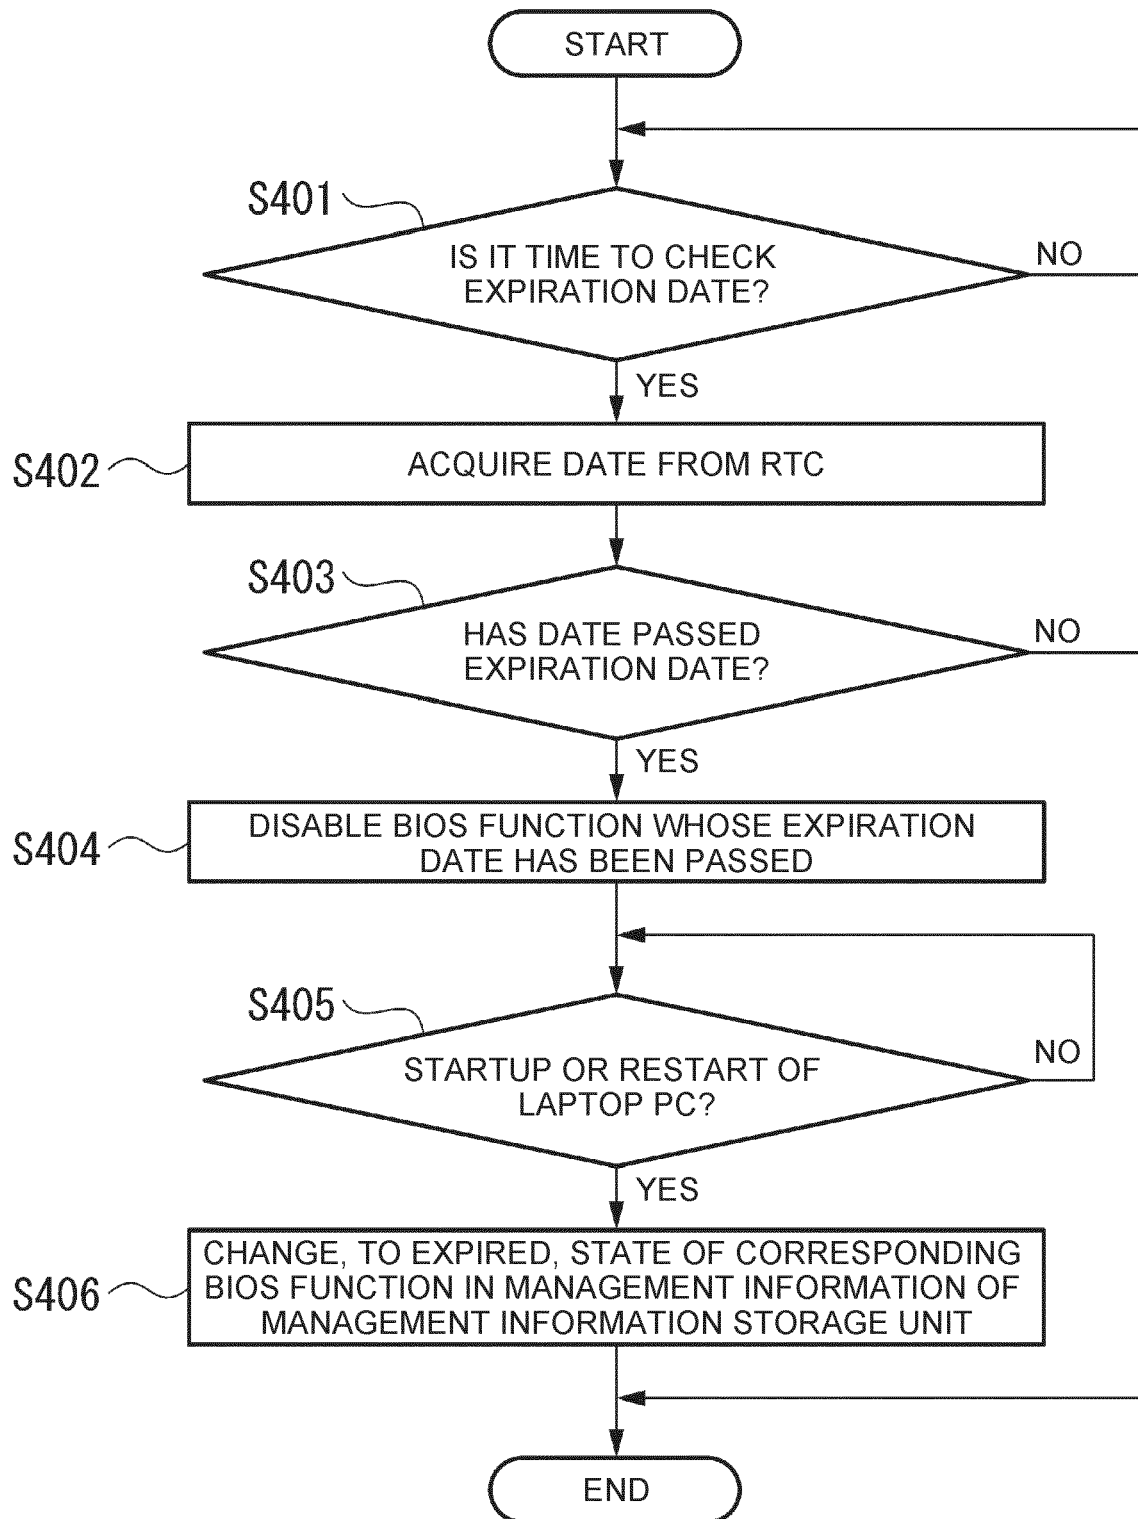 START
S401
IS IT TIME TO CHECK
EXPIRATION DATE?
NO
YES
S402
ACQUIRE DATE FROM RTC
S403
HAS DATE PASSED
EXPIRATION DATE?
NO
YES
S404
DISABLE BIOS FUNCTION WHOSE EXPIRATION
DATE HAS BEEN PASSED
S405
STARTUP OR RESTART OF
LAPTOP PC?
NO
YES
S406
CHANGE, TO EXPIRED, STATE OF CORRESPONDING
BIOS FUNCTION IN MANAGEMENT INFORMATION OF
MANAGEMENT INFORMATION STORAGE UNIT
END